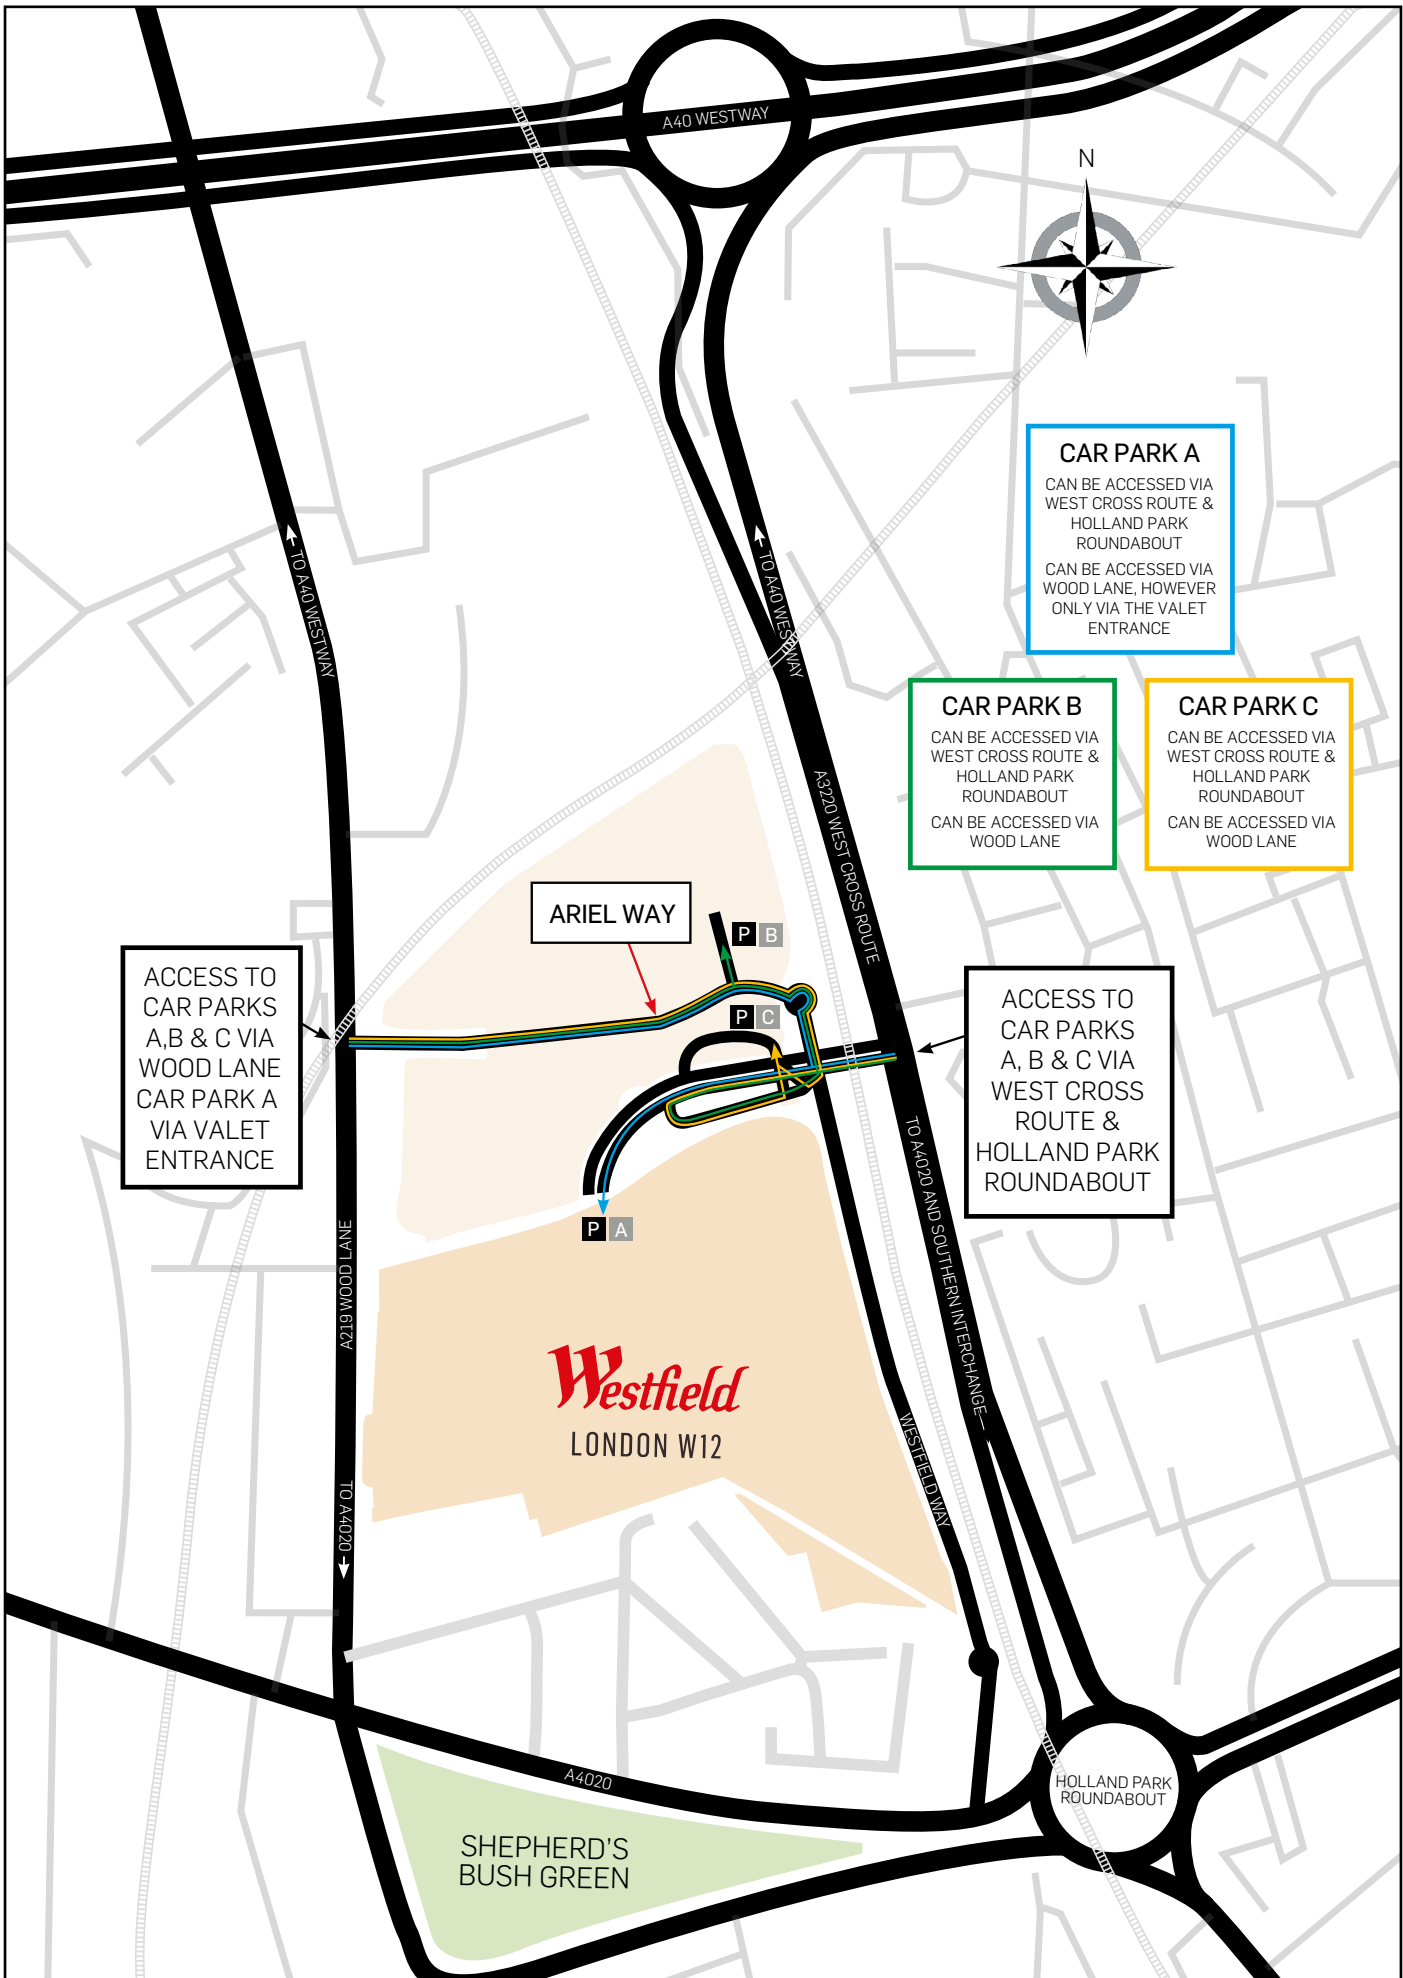 A40 WESTWAY
N
CAR PARK A
CAN BE ACCESSED VIA
WEST CROSS ROUTE &
HOLLAND PARK
ROUNDABOUT
CAN BE ACCESSED VIA
WOOD LANE, HOWEVER
ONLY VIA THE VALET
ENTRANCE
TO A40 WESTWAY
TO A40 WESTWAY
CAR PARK B
CAN BE ACCESSED VIA
WEST CROSS ROUTE &
HOLLAND PARK
ROUNDABOUT
CAN BE ACCESSED VIA
WOOD LANE
CAR PARK C
CAN BE ACCESSED VIA
WEST CROSS ROUTE &
HOLLAND PARK
ROUNDABOUT
CAN BE ACCESSED VIA
WOOD LANE
A3220 WEST CROSS ROUTE
ARIEL WAY
P B
P C
ACCESS TO
CAR PARKS
A,B & C VIA
WOOD LANE
CAR PARK A
VIA VALET
ENTRANCE
ACCESS TO
CAR PARKS
A, B & C VIA
WEST CROSS
ROUTE &
HOLLAND PARK
ROUNDABOUT
P A
TO A4020 AND SOUTHERN INTERCHANGE
A219 WOOD LANE
Westfield
LONDON W12
WESTFIELD WAY
TO A4020
A4020
HOLLAND PARK
ROUNDABOUT
SHEPHERD'S
BUSH GREEN